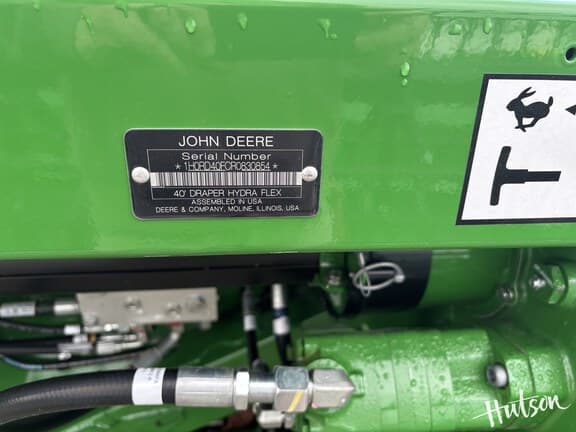 JOHN DEERE
Serial Number
*1H0RD40FCR0830854*
40' DRAPER HYDRA FLEX
ASSEMBLED IN USA
DEERE & COMPANY, MOLINE, ILLINOIS, USA
Hutson